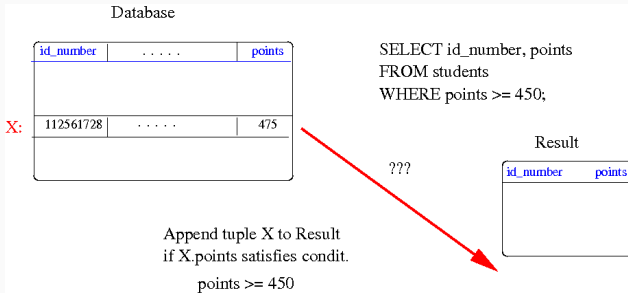 Database
id_number | . . . . . | points
X: 112561728 | . . . . . | 475
SELECT id_number, points
FROM students
WHERE points >= 450;
???
Result
id_number points
Append tuple X to Result
if X.points satisfies condit.
points >= 450